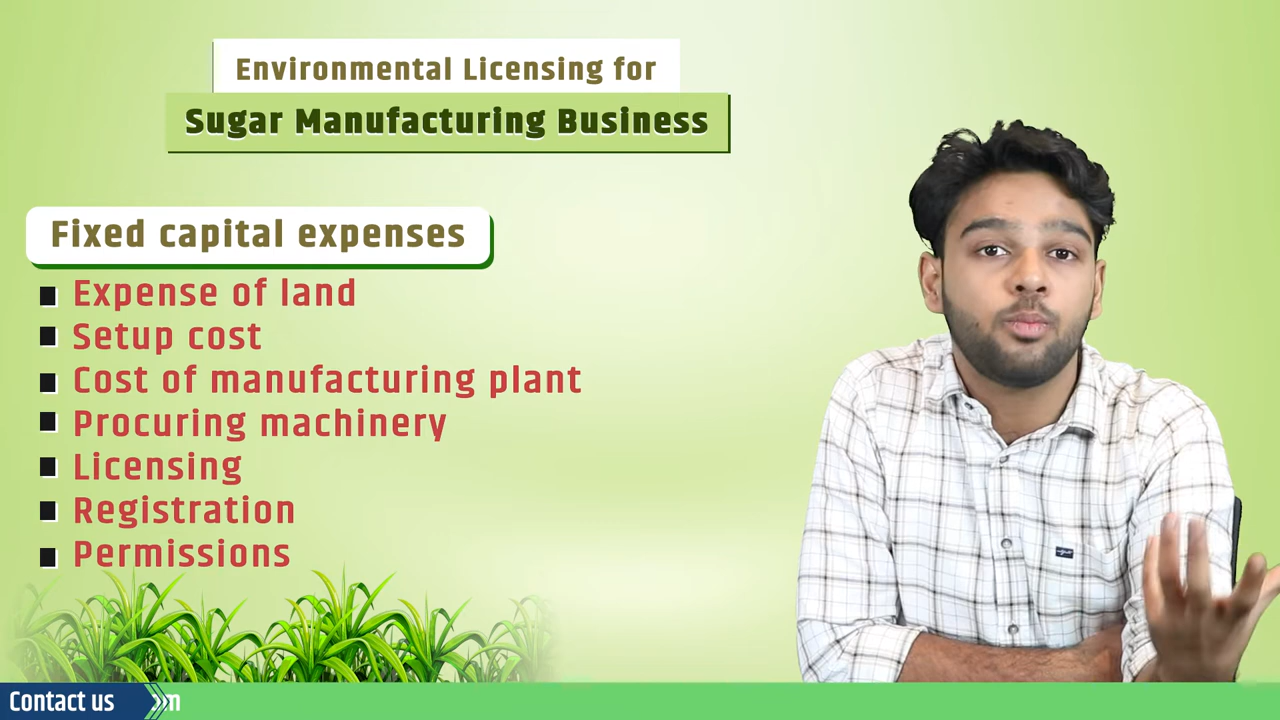 Environmental Licensing for
Sugar Manufacturing Business
Fixed capital expenses
Expense of land
Setup cost
Cost of manufacturing plant
Procuring machinery
Licensing
Registration
Permissions
Contact us